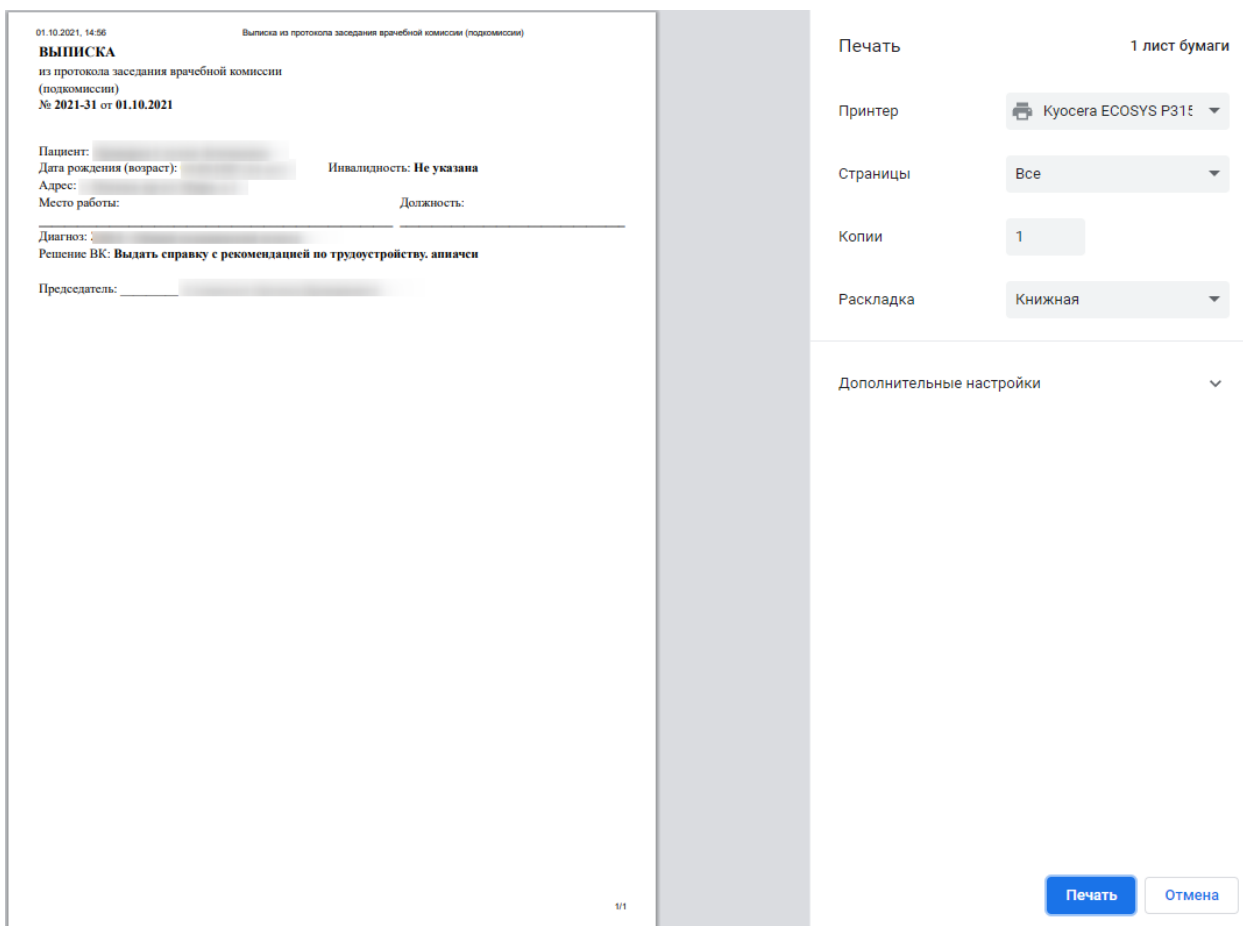 01.10.2021, 14:56 Выписка из протокола заседания врачебной комиссии (подкомиссии)
ВЫПИСКА
из протокола заседания врачебной комиссии
(подкомиссии)
№ 2021-31 от 01.10.2021
Пациент:
Дата рождения (возраст): Инвалидность: Не указана
Адрес:
Место работы: Должность:
Диагноз:
Решение ВК: Выдать справку с рекомендацией по трудоустройству. апиачси
Председатель:
1/1
Печать 1 лист бумаги
Принтер Kyocera ECOSYS P315
Страницы Все
Копии 1
Раскладка Книжная
Дополнительные настройки
Печать Отмена